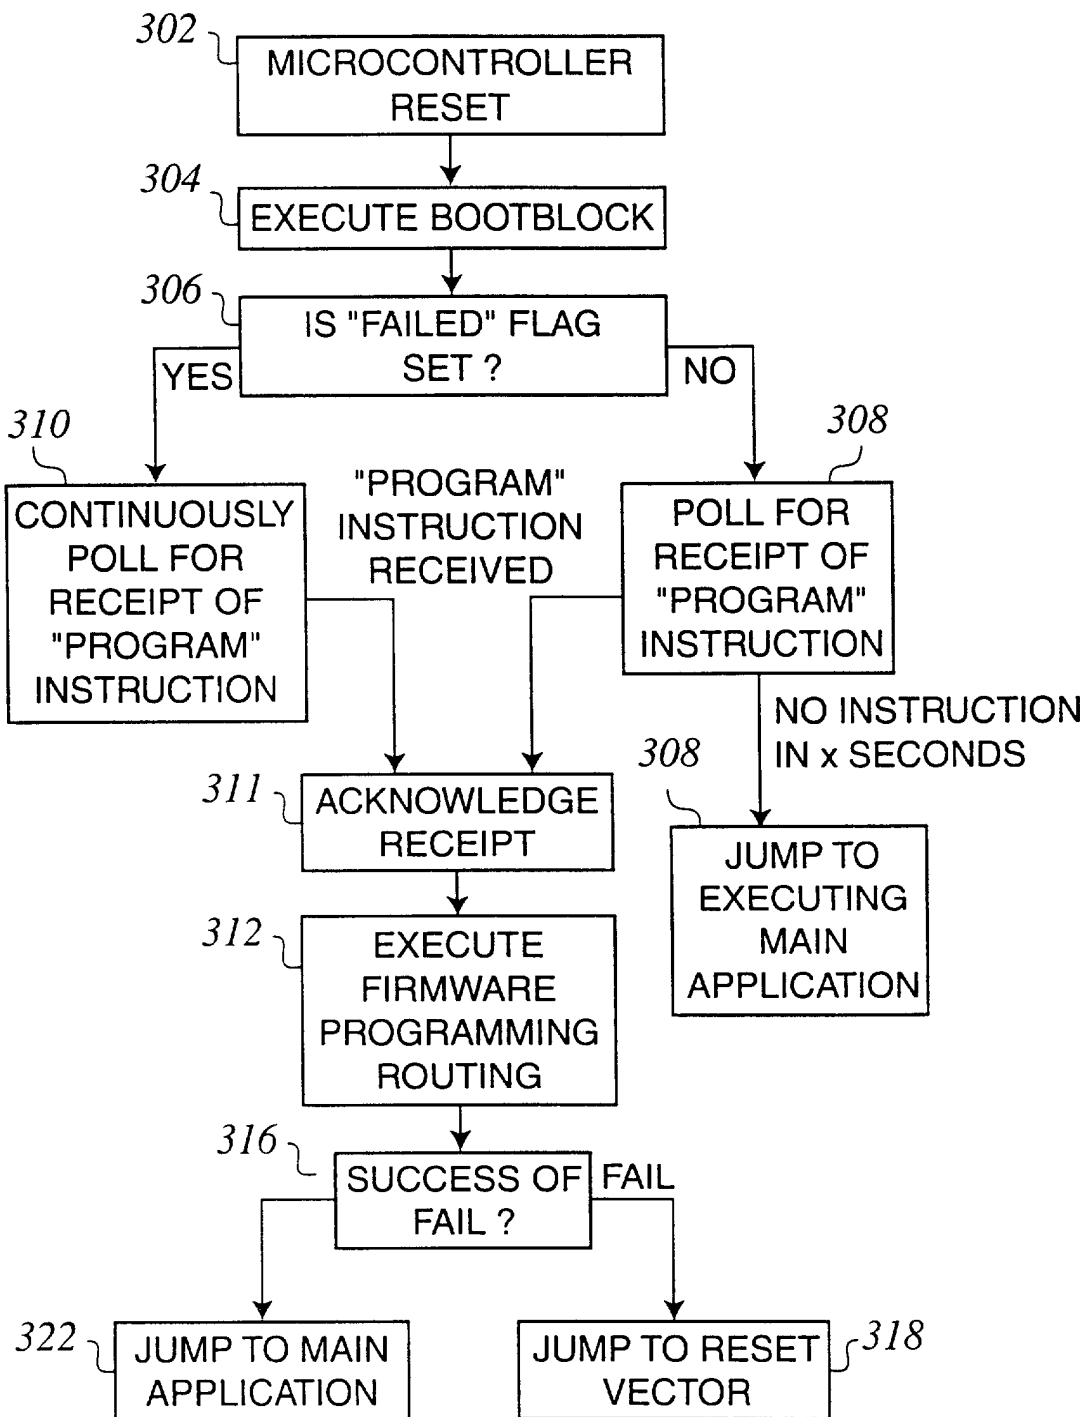 302
MICROCONTROLLER
RESET
304
EXECUTE BOOTBLOCK
306
IS "FAILED" FLAG
SET ?
YES
NO
310
CONTINUOUSLY
POLL FOR
RECEIPT OF
"PROGRAM"
INSTRUCTION
"PROGRAM"
INSTRUCTION
RECEIVED
308
POLL FOR
RECEIPT OF
"PROGRAM"
INSTRUCTION
NO INSTRUCTION
IN x SECONDS
311
ACKNOWLEDGE
RECEIPT
308
JUMP TO
EXECUTING
MAIN
APPLICATION
312
EXECUTE
FIRMWARE
PROGRAMMING
ROUTING
316
SUCCESS OF
FAIL ?
FAIL
322
JUMP TO MAIN
APPLICATION
JUMP TO RESET
VECTOR
318